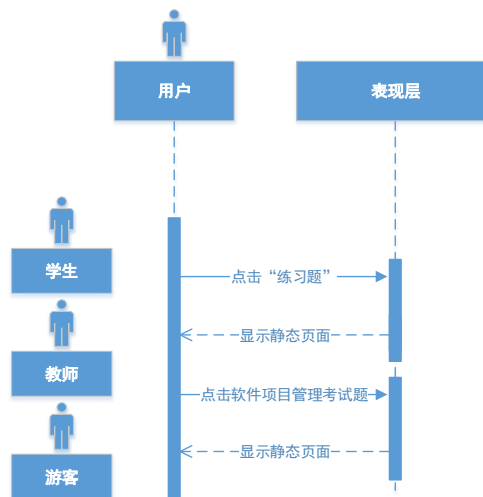 用户
表现层
学生
点击“练习题”
显示静态页面
教师
点击软件项目管理考试题
显示静态页面
游客